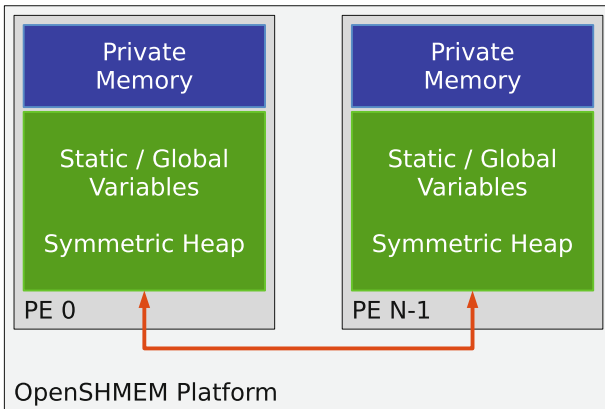 Private
Memory
Static / Global
Variables
Symmetric Heap
PE 0
Private
Memory
Static / Global
Variables
Symmetric Heap
PE N-1
OpenSHMEM Platform